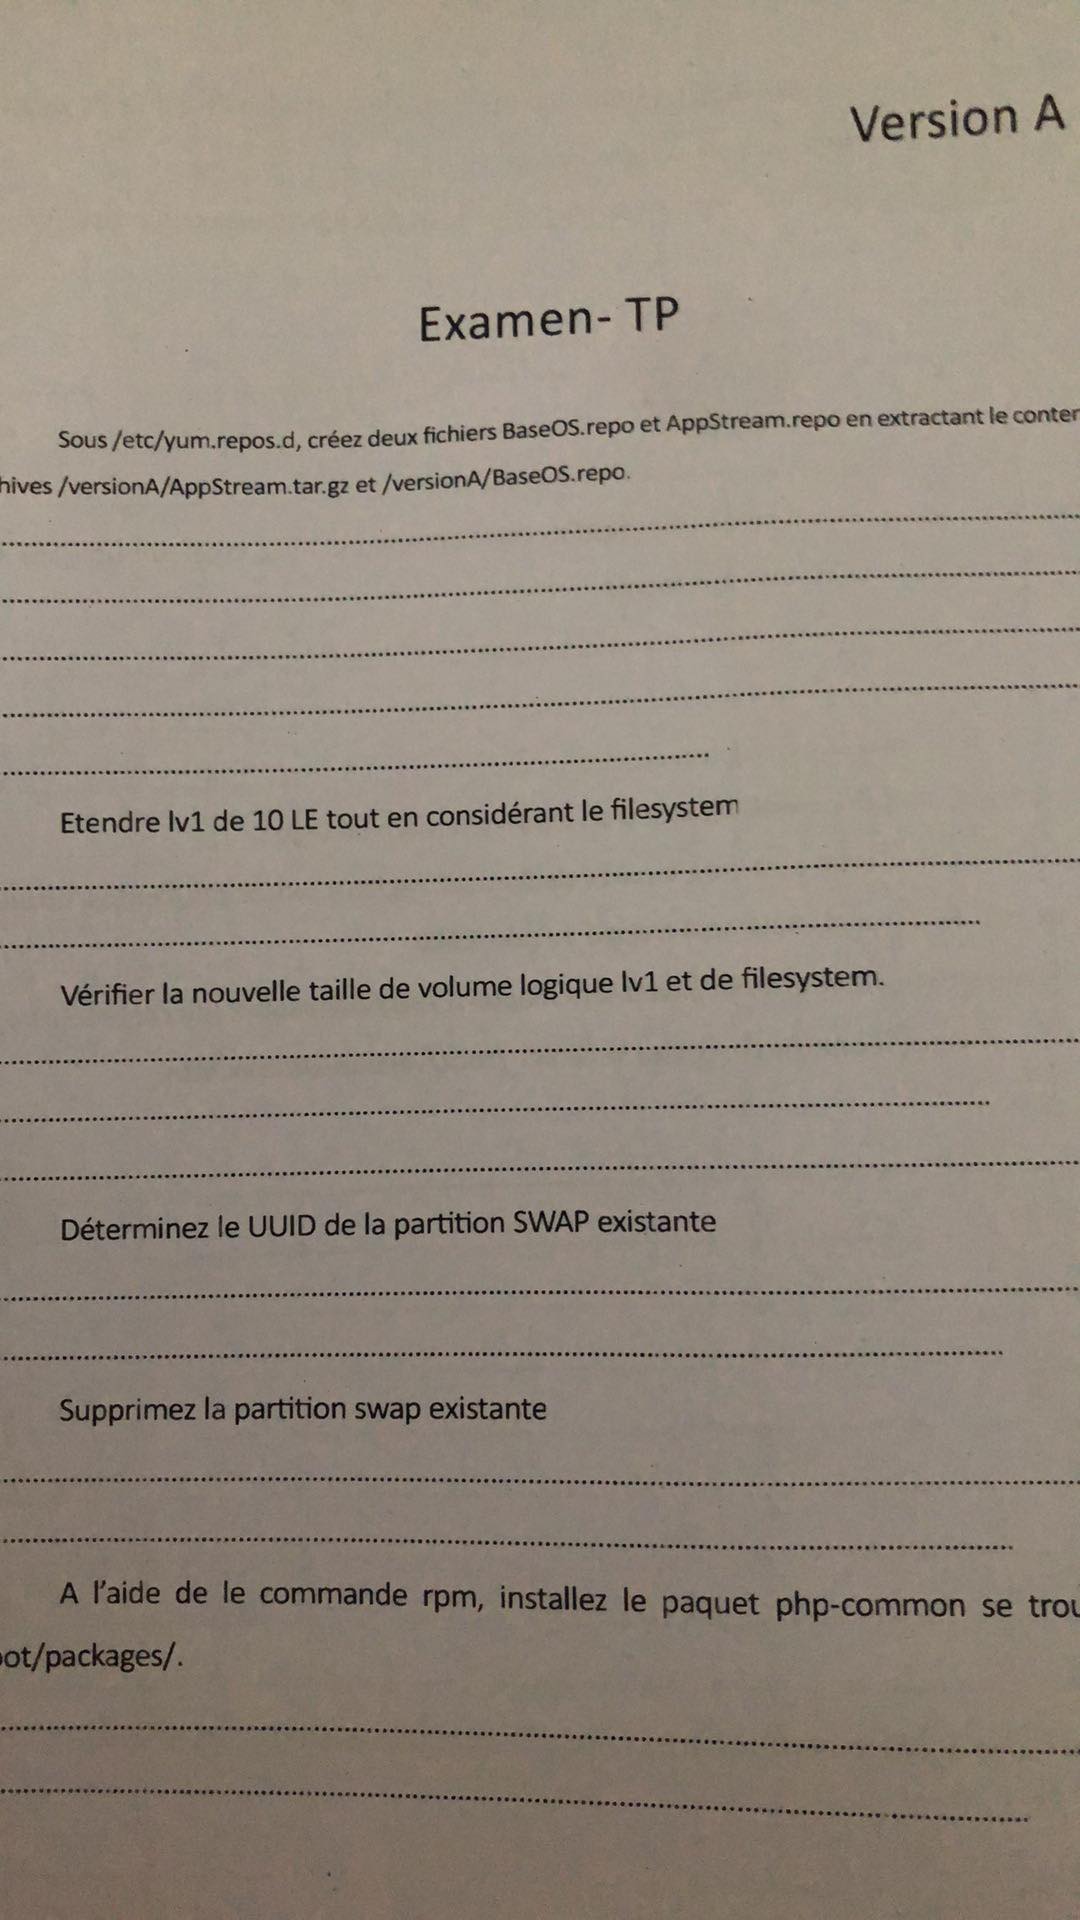 Version A
Examen- TP
Sous /etc/yum.repos.d, créez deux fichiers BaseOS.repo et AppStream.repo en extractant le conter
hives /versionA/AppStream.tar.gz et /versionA/BaseOS.repo.
Etendre lv1 de 10 LE tout en considérant le filesystem
Vérifier la nouvelle taille de volume logique lv1 et de filesystem.
Déterminez le UUID de la partition SWAP existante
Supprimez la partition swap existante
A l'aide de le commande rpm, installez le paquet php-common se trou
oot/packages/.